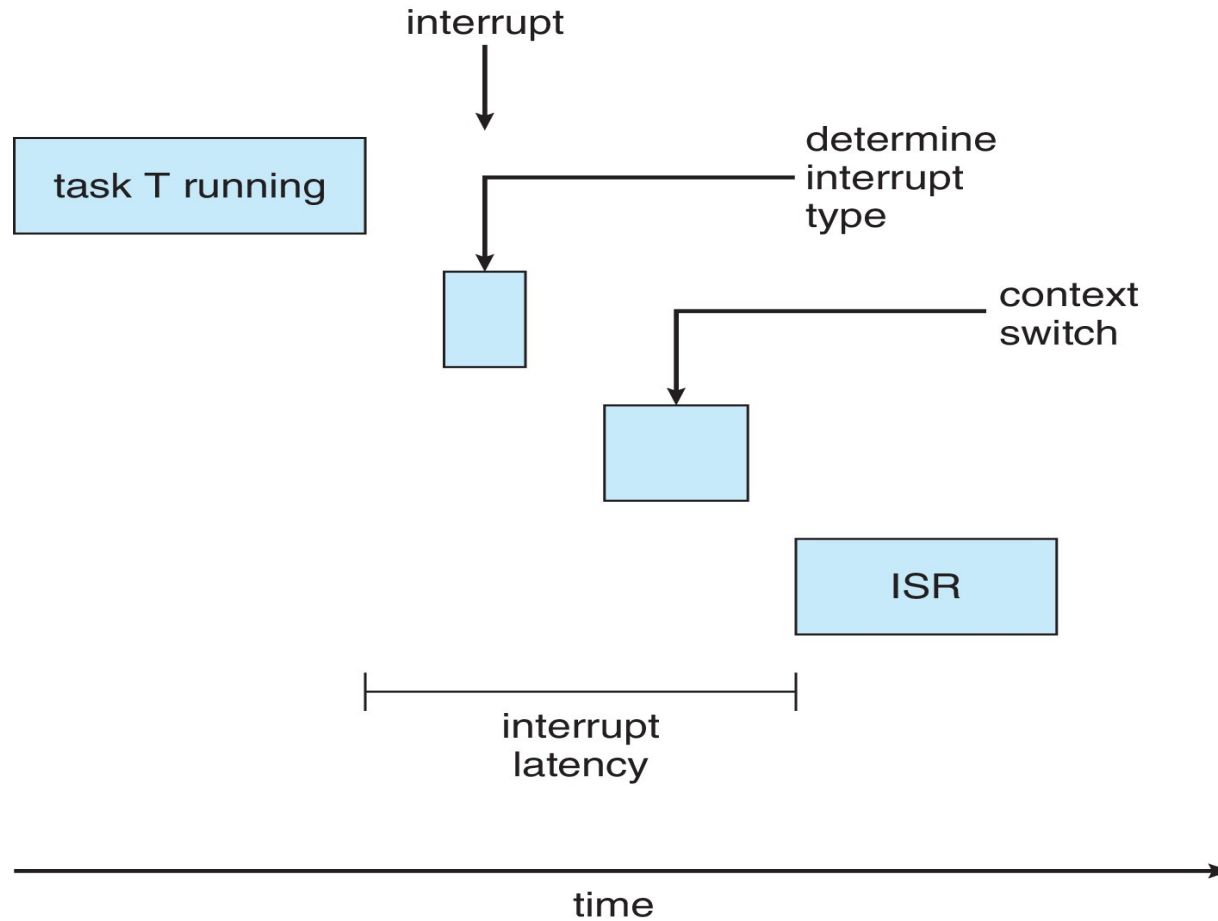 interrupt
task T running
determine
interrupt
type
context
switch
ISR
interrupt
latency
time